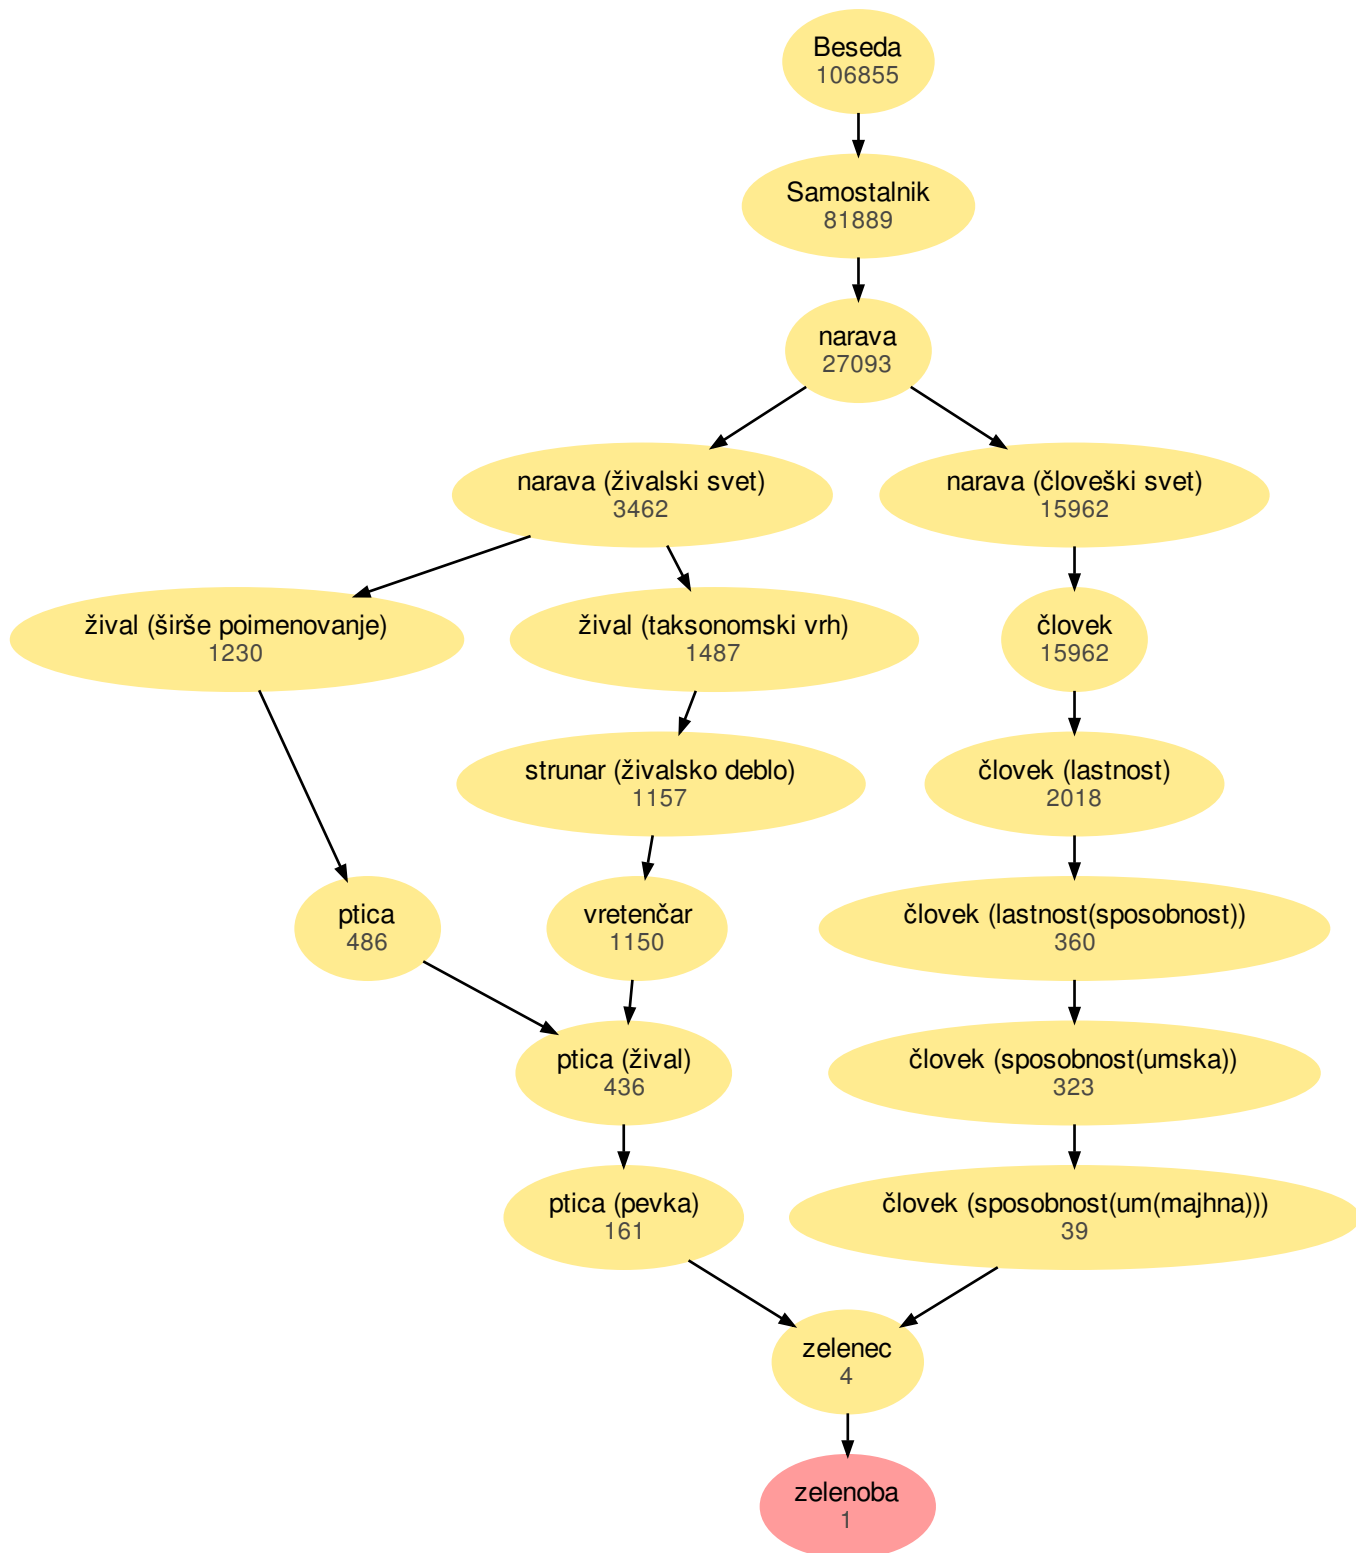 Beseda
106855
Samostalnik
81889
narava
27093
narava (živalski svet)
3462
narava (človeški svet)
15962
žival (širše poimenovanje)
1230
žival (taksonomski vrh)
1487
človek
15962
strunar (živalsko deblo)
1157
človek (lastnost)
2018
ptica
486
vretenčar
1150
človek (lastnost(sposobnost))
360
ptica (žival)
436
človek (sposobnost(umska))
323
ptica (pevka)
161
človek (sposobnost(um(majhna)))
39
zelenec
4
zelenoba
1